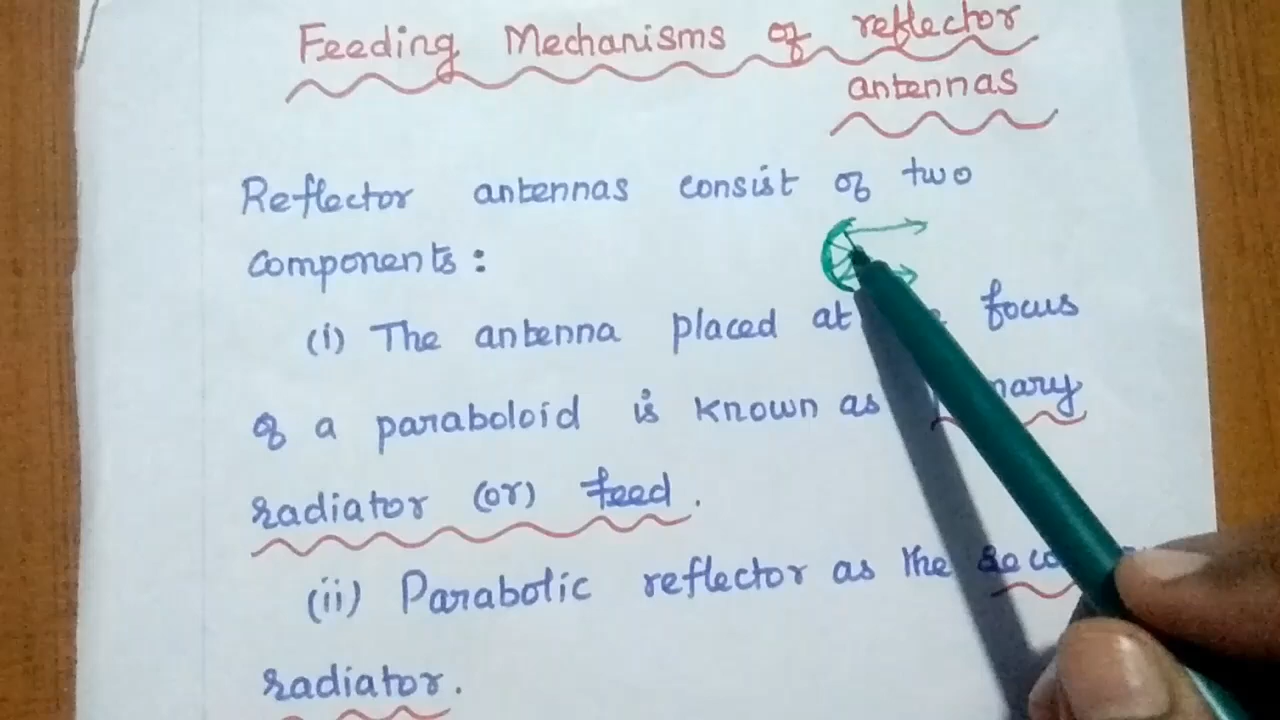 Feeding Mechanisms of reflector
antennas
Reflector antennas consist of two
components:
(i) The antenna placed at focus
of a paraboloid is known as
radiator (or) feed.
(ii) Parabolic reflector as the
radiator.